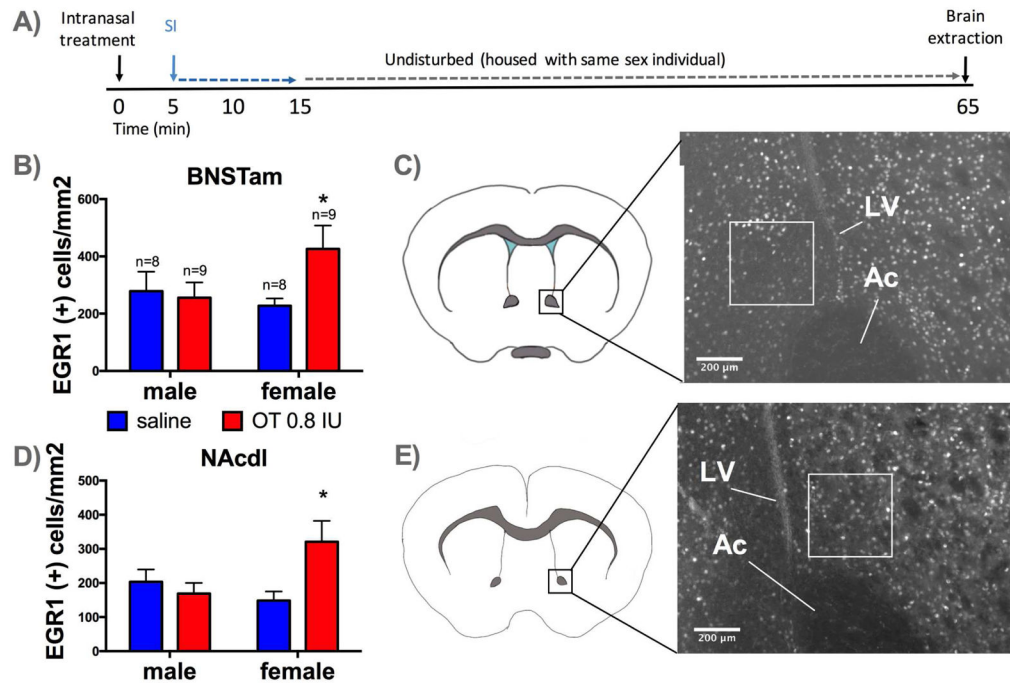 A)
Intranasal
treatment
SI
Undisturbed (housed with same sex individual)
Brain
extraction
0 5 10 15 65
Time (min)
B)
BNSTam
EGR1 (+) cells/mm2
600
400
200
0
n=8
n=9
n=8
*
n=9
male female
saline OT 0.8 IU
C)
LV
Ac
200 µm
D)
NAcdl
EGR1 (+) cells/mm2
500
400
300
200
100
0
*
male female
E)
LV
Ac
200 µm